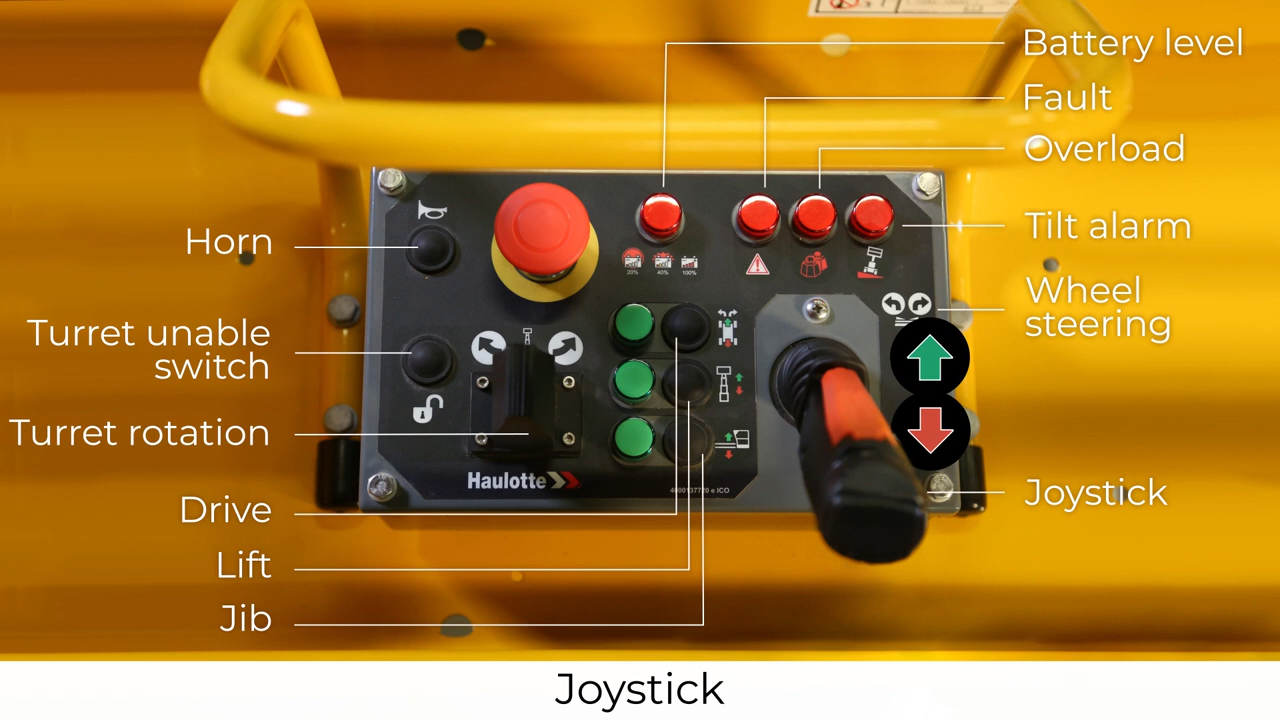 Battery level
Fault
Overload
Tilt alarm
Wheel
steering
Joystick
Horn
Turret unable
switch
Turret rotation
Drive
Lift
Jib
20% 40% 100%
Haulotte
Joystick